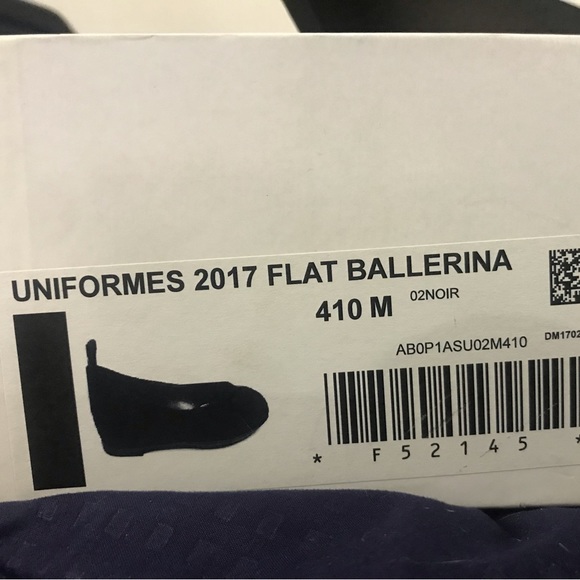 UNIFORMES 2017 FLAT BALLERINA
410 M 02NOIR
AB0P1ASU02M410 DM1702
* F52145 *